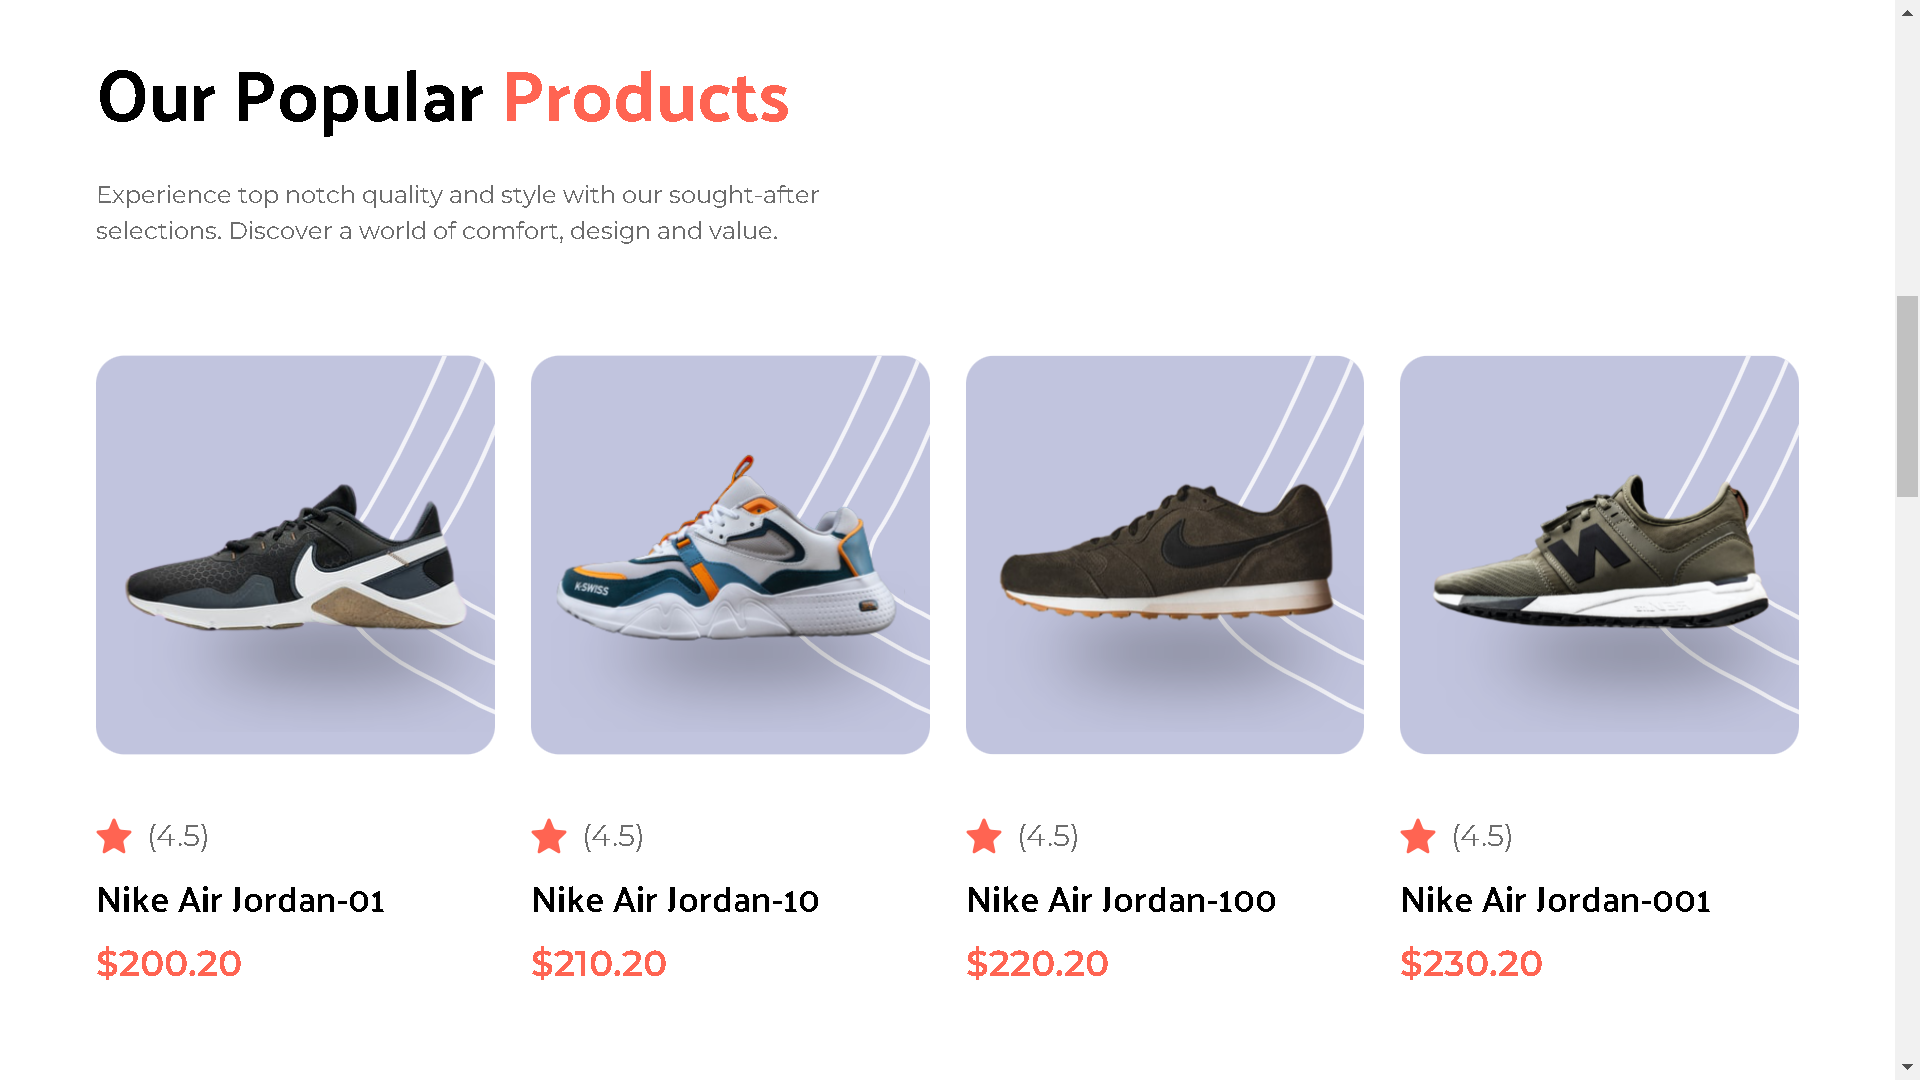 Our Popular Products
Experience top notch quality and style with our sought-after
selections. Discover a world of comfort, design and value.
K-SWISS
(4.5)
(4.5)
(4.5)
(4.5)
Nike Air Jordan-01
Nike Air Jordan-10
Nike Air Jordan-100
Nike Air Jordan-001
$200.20
$210.20
$220.20
$230.20